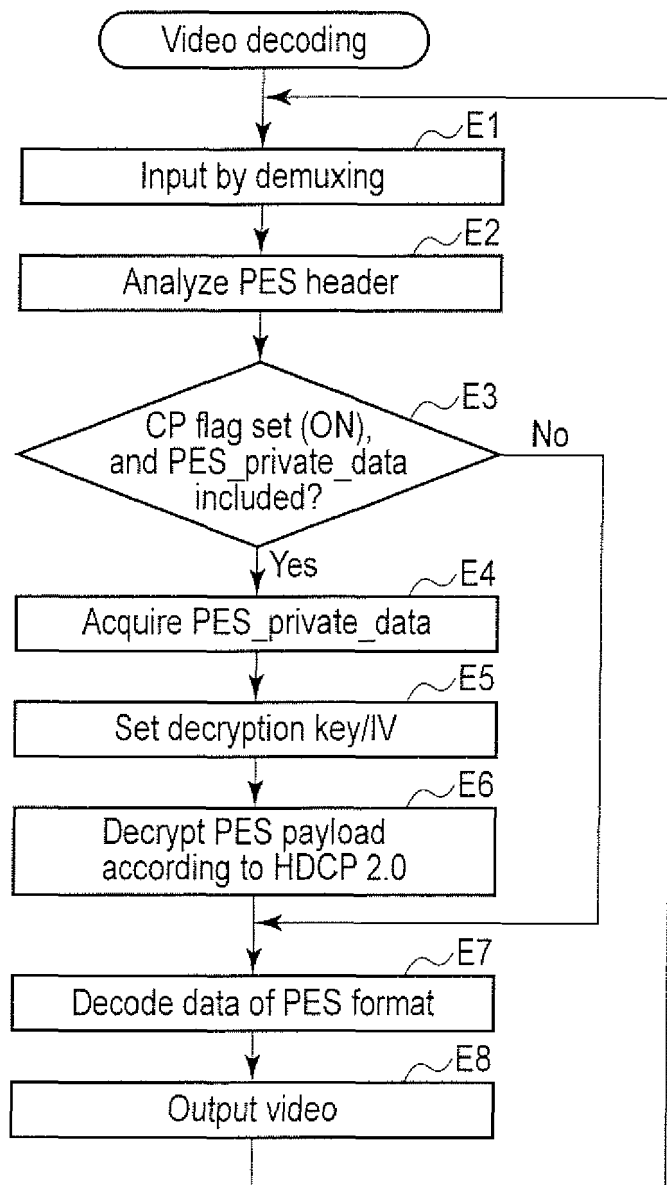 Video decoding
E1
Input by demuxing
E2
Analyze PES header
E3
CP flag set (ON),
and PES_private_data
included?
No
Yes
E4
Acquire PES_private_data
E5
Set decryption key/IV
E6
Decrypt PES payload
according to HDCP 2.0
E7
Decode data of PES format
E8
Output video